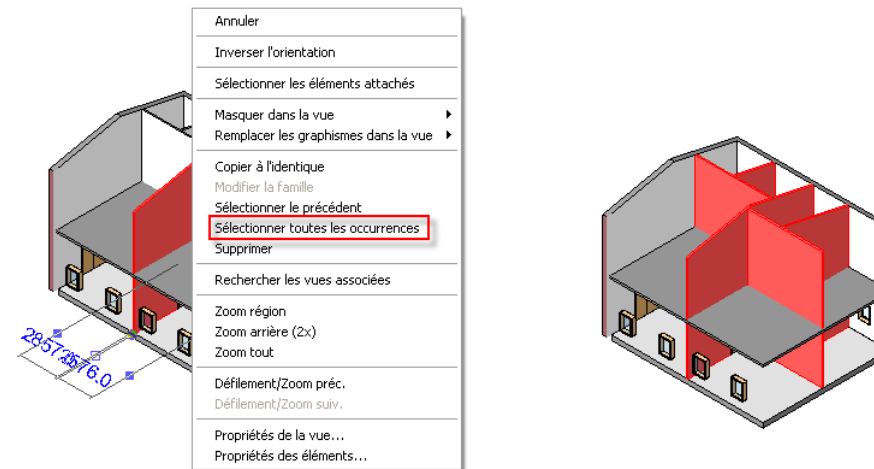 Annuler
Inverser l'orientation
Sélectionner les éléments attachés
Masquer dans la vue
Remplacer les graphismes dans la vue
Copier à l'identique
Modifier la famille
Sélectionner le précédent
Sélectionner toutes les occurrences
Supprimer
Rechercher les vues associées
Zoom région
Zoom arrière (2x)
Zoom tout
Défilement/Zoom préc.
Défilement/Zoom suiv.
Propriétés de la vue...
Propriétés des éléments...